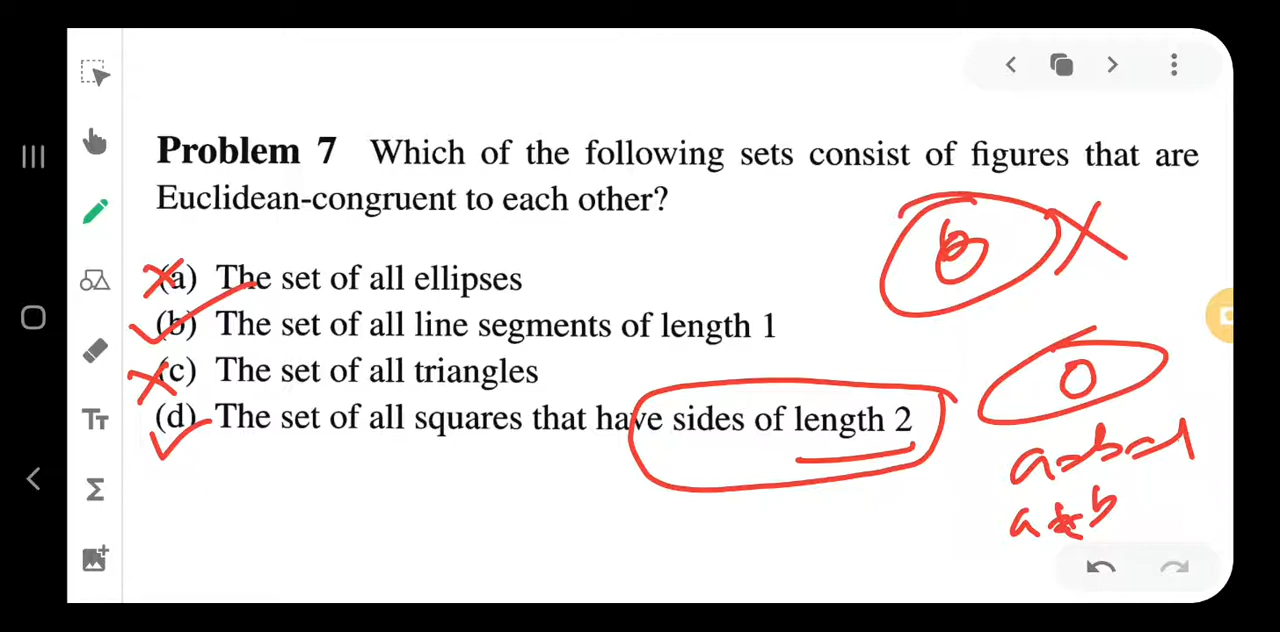 Problem 7 Which of the following sets consist of figures that are
Euclidean-congruent to each other?
(a) The set of all ellipses
(b) The set of all line segments of length 1
(c) The set of all triangles
(d) The set of all squares that have sides of length 2
a=b=1
a≠b
Tт
Σ